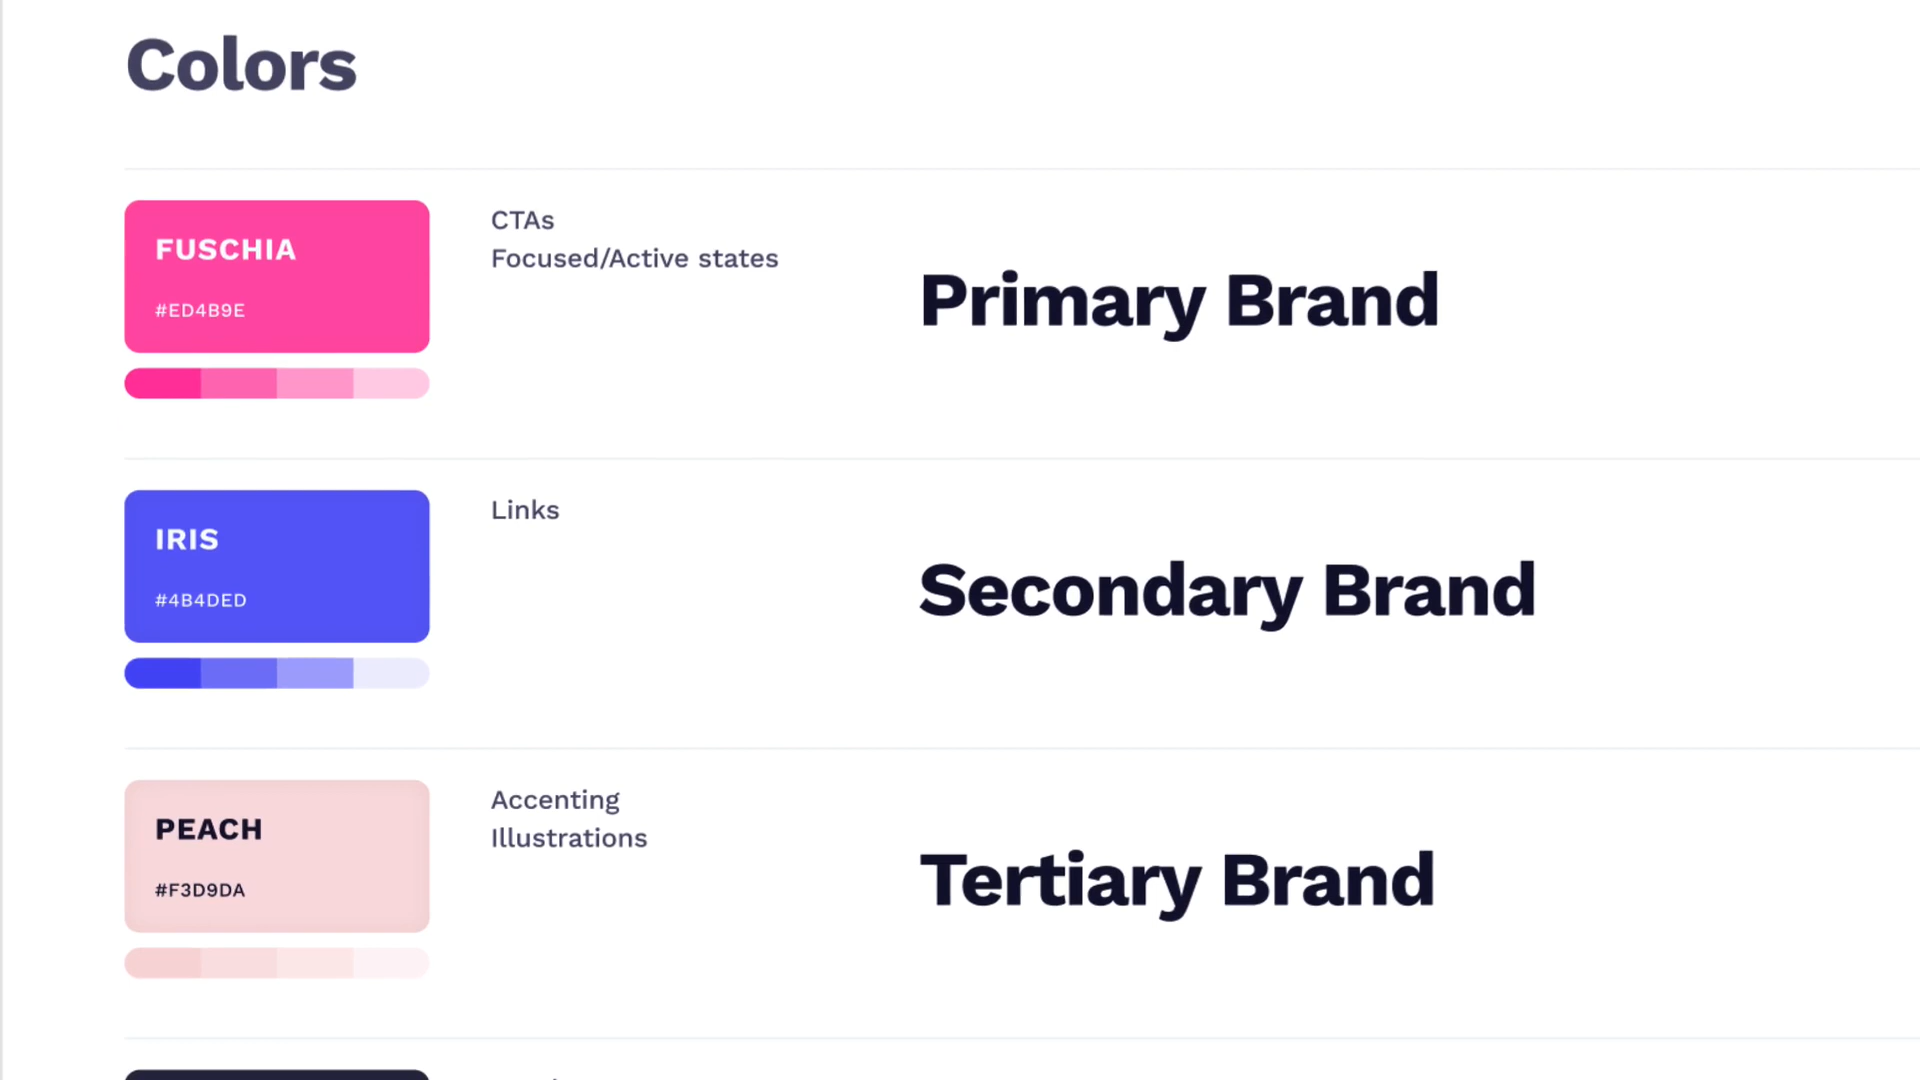 Colors
FUSCHIA
#ED4B9E
CTAs
Focused/Active states
Primary Brand
IRIS
#4B4DED
Links
Secondary Brand
PEACH
#F3D9DA
Accenting
Illustrations
Tertiary Brand